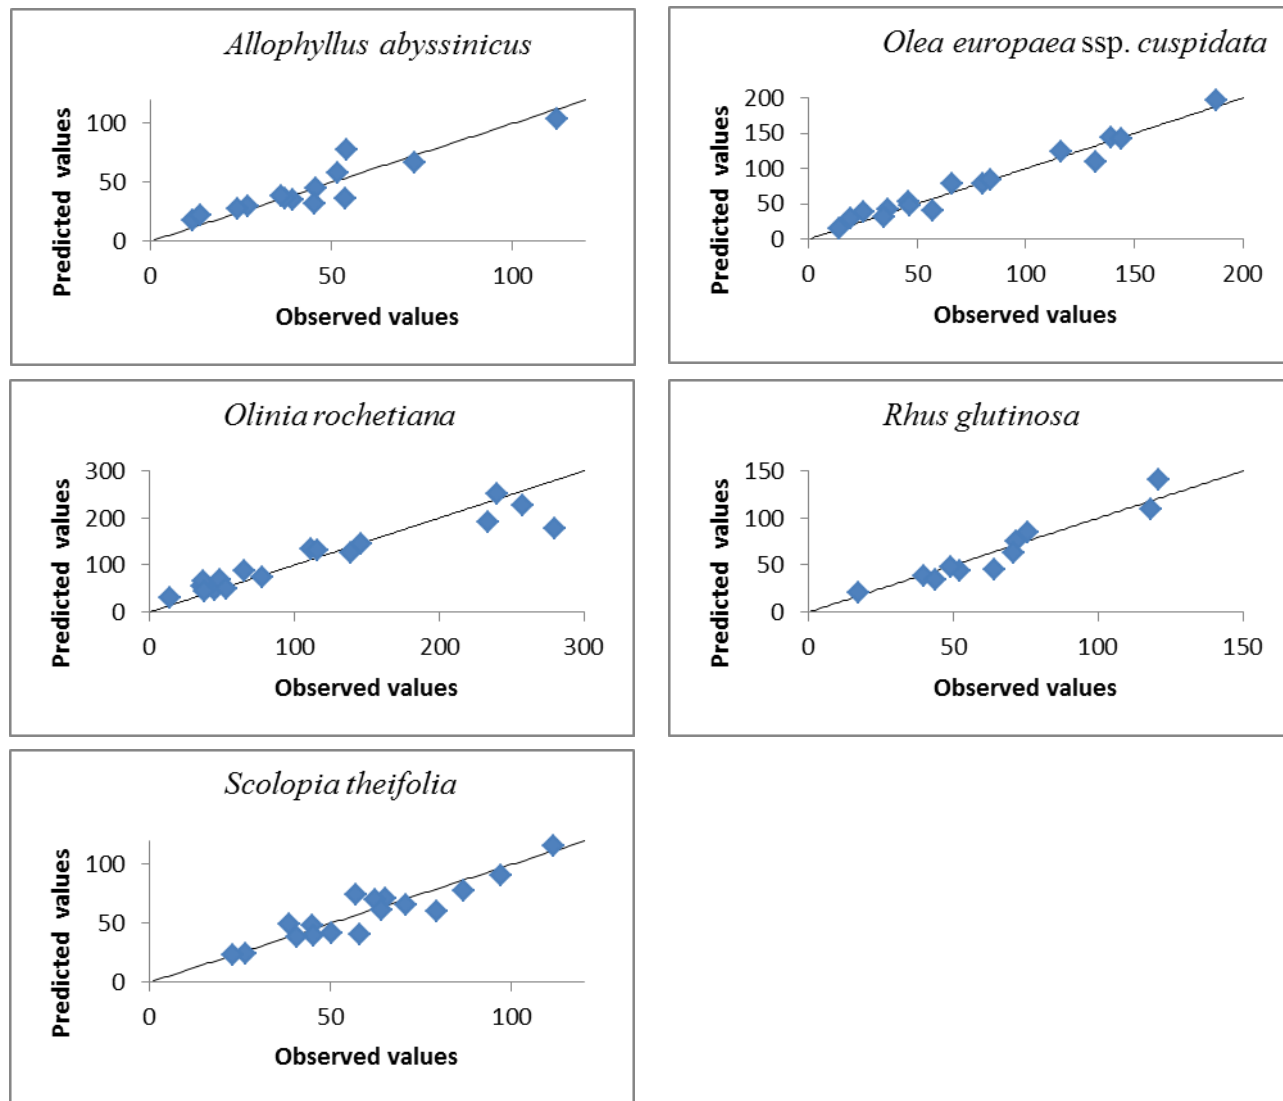 Allophyllus abyssinicus
Predicted values
100
50
0
0 50 100
Observed values
Olea europaea ssp. cuspidata
Predicted values
200
150
100
50
0
0 50 100 150 200
Observed values
Olinia rochetiana
Predicted values
300
200
100
0
0 100 200 300
Observed values
Rhus glutinosa
Predicted values
150
100
50
0
0 50 100 150
Observed values
Scolopia theifolia
Predicted values
100
50
0
0 50 100
Observed values